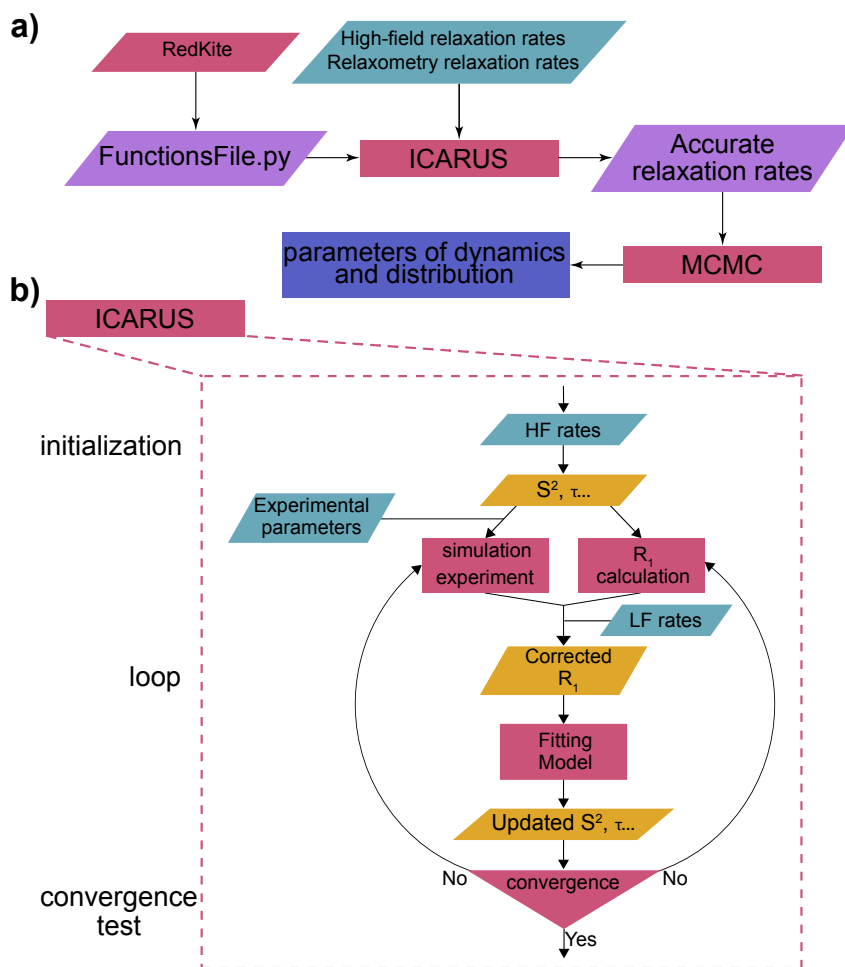 a)
RedKite
High-field relaxation rates
Relaxometry relaxation rates
FunctionsFile.py
ICARUS
Accurate
relaxation rates
parameters of dynamics
and distribution
MCMC
b)
ICARUS
initialization
HF rates
S², τ...
Experimental
parameters
simulation
experiment
R₁
calculation
LF rates
loop
Corrected
R₁
Fitting
Model
Updated S², τ...
convergence
test
No
convergence
No
Yes